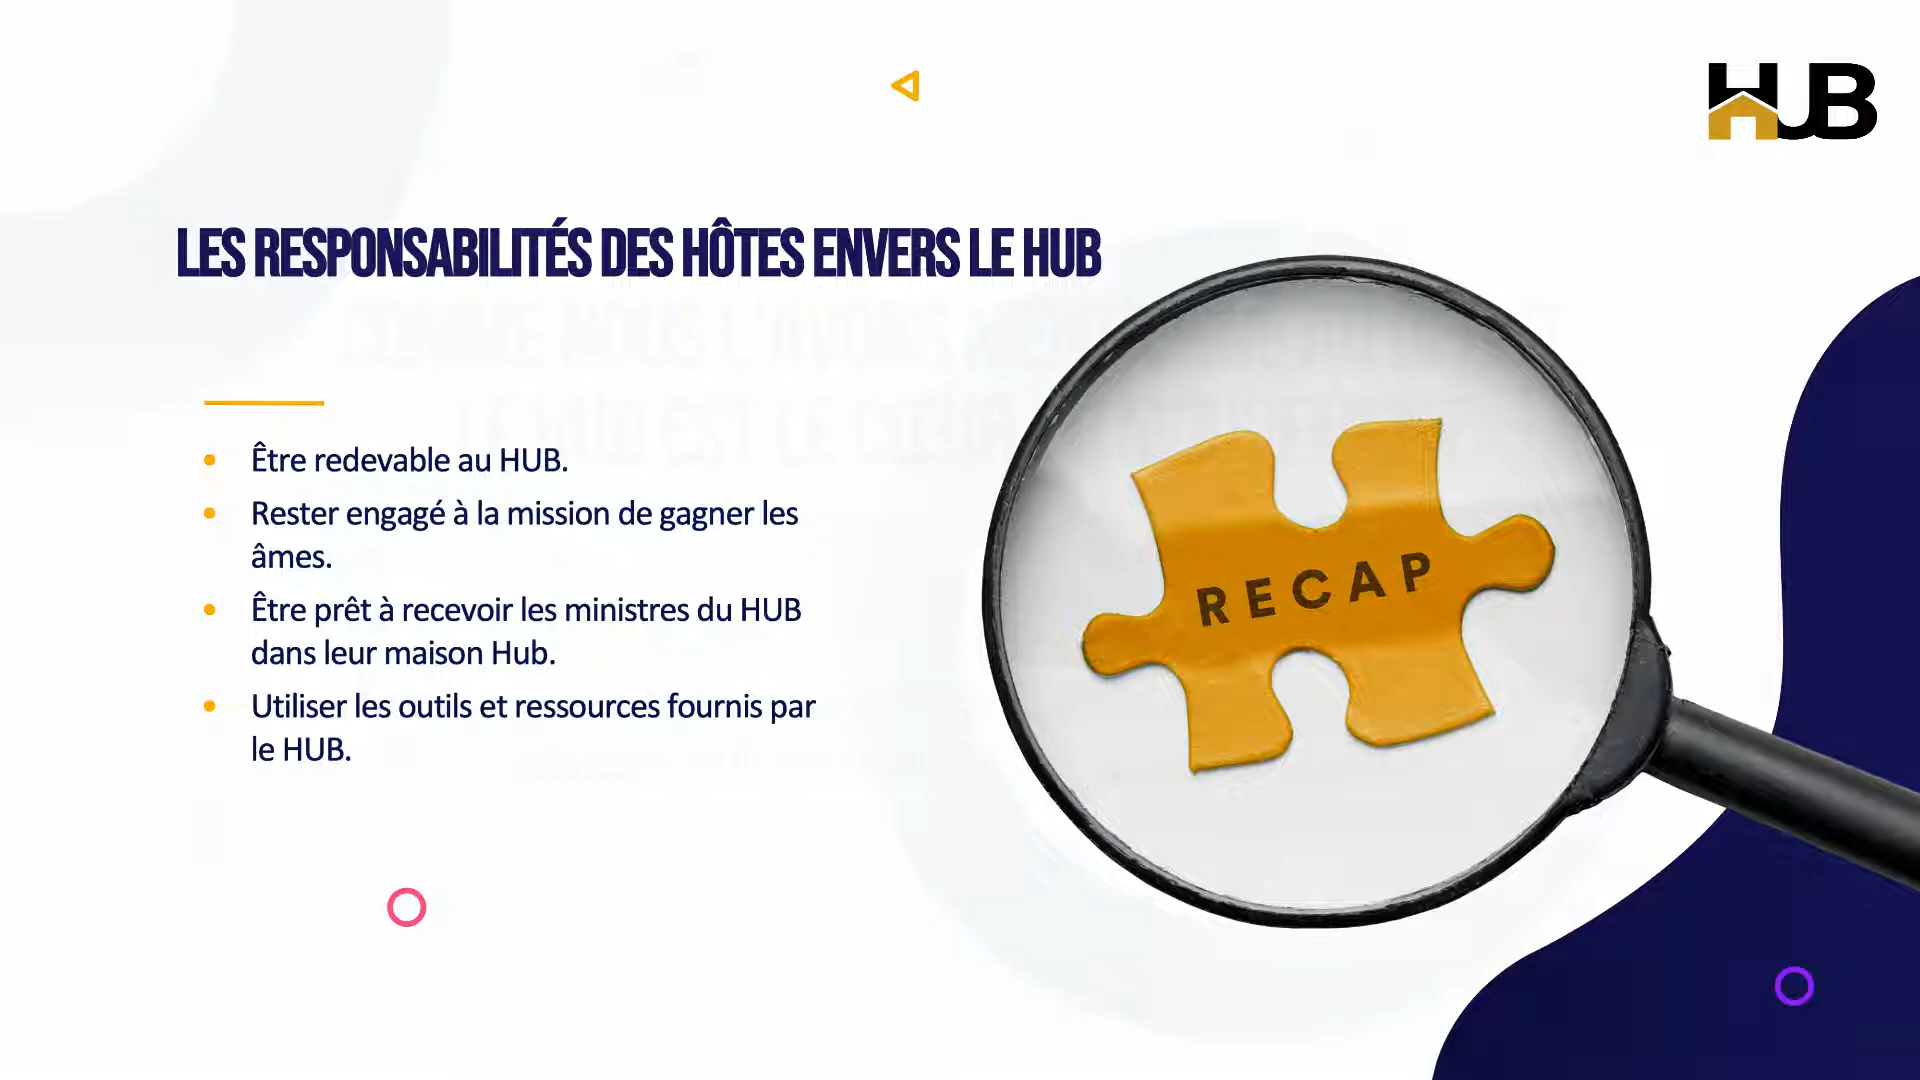 HUB
LES RESPONSABILITÉS DES HÔTES ENVERS LE HUB
• Être redevable au HUB.
• Rester engagé à la mission de gagner les
âmes.
• Être prêt à recevoir les ministres du HUB
dans leur maison Hub.
• Utiliser les outils et ressources fournis par
le HUB.
RECAP